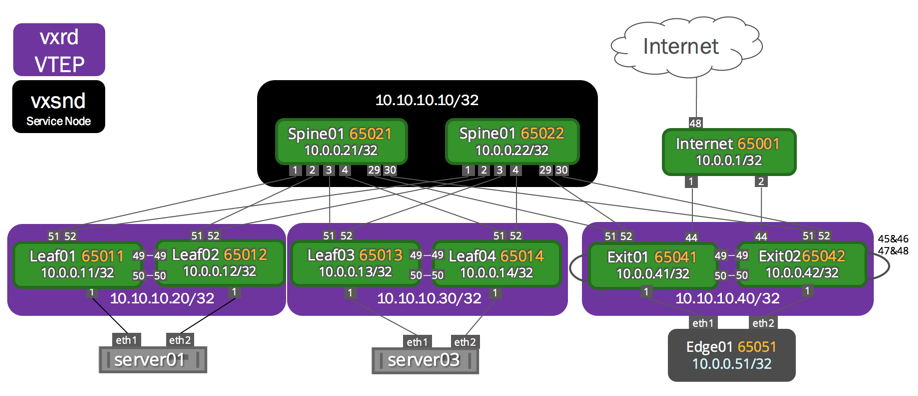 vxrd
VTEP
vxsnd
Service Node
Internet
10.10.10.10/32
Spine01 65021
10.0.0.21/32
Spine01 65022
10.0.0.22/32
1 2 3 4 29 30
1 2 3 4 29 30
48
Internet 65001
10.0.0.1/32
1 2
51 52
51 52
51 52
51 52
51 52
44
44
51 52
45&46
47&48
Leaf01 65011
10.0.0.11/32
49 49
50 50
Leaf02 65012
10.0.0.12/32
Leaf03 65013
10.0.0.13/32
49 49
50 50
Leaf04 65014
10.0.0.14/32
Exit01 65041
10.0.0.41/32
49 49
50 50
Exit02 65042
10.0.0.42/32
1
10.10.10.20/32
1
1
10.10.10.30/32
1
1
10.10.10.40/32
1
eth1 eth2
server01
eth1 eth2
server03
eth1 eth2
Edge01 65051
10.0.0.51/32